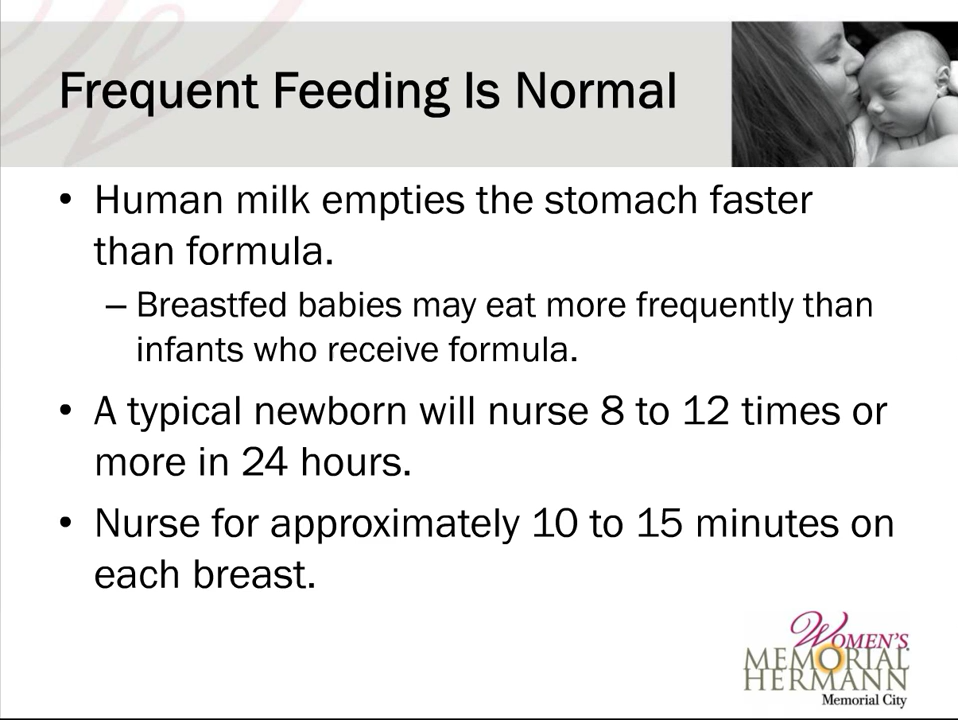 Frequent Feeding Is Normal
• Human milk empties the stomach faster
than formula.
– Breastfed babies may eat more frequently than
infants who receive formula.
• A typical newborn will nurse 8 to 12 times or
more in 24 hours.
• Nurse for approximately 10 to 15 minutes on
each breast.
WOMEN'S
MEMORIAL
HERMANN
Memorial City